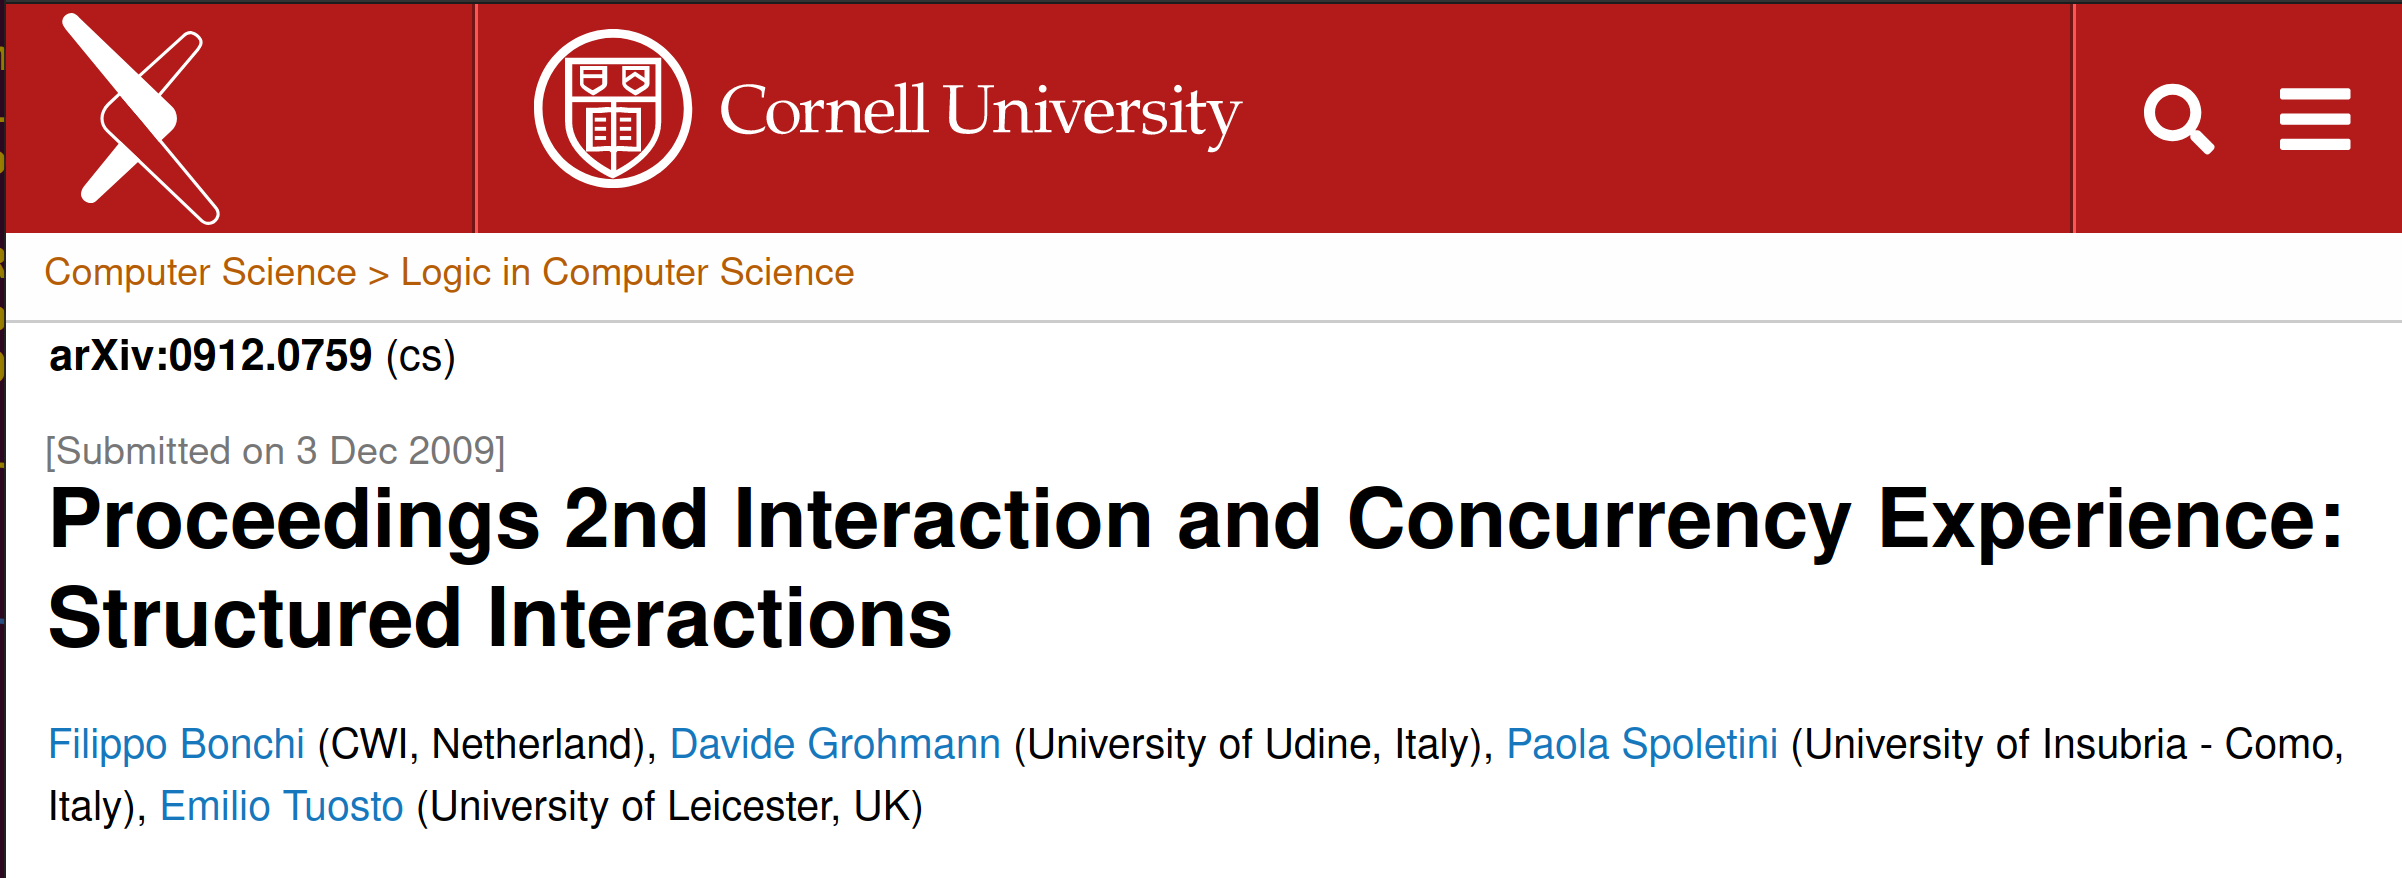 Cornell University
Computer Science > Logic in Computer Science
arXiv:0912.0759 (cs)
[Submitted on 3 Dec 2009]
Proceedings 2nd Interaction and Concurrency Experience:
Structured Interactions
Filippo Bonchi (CWI, Netherland), Davide Grohmann (University of Udine, Italy), Paola Spoletini (University of Insubria - Como,
Italy), Emilio Tuosto (University of Leicester, UK)